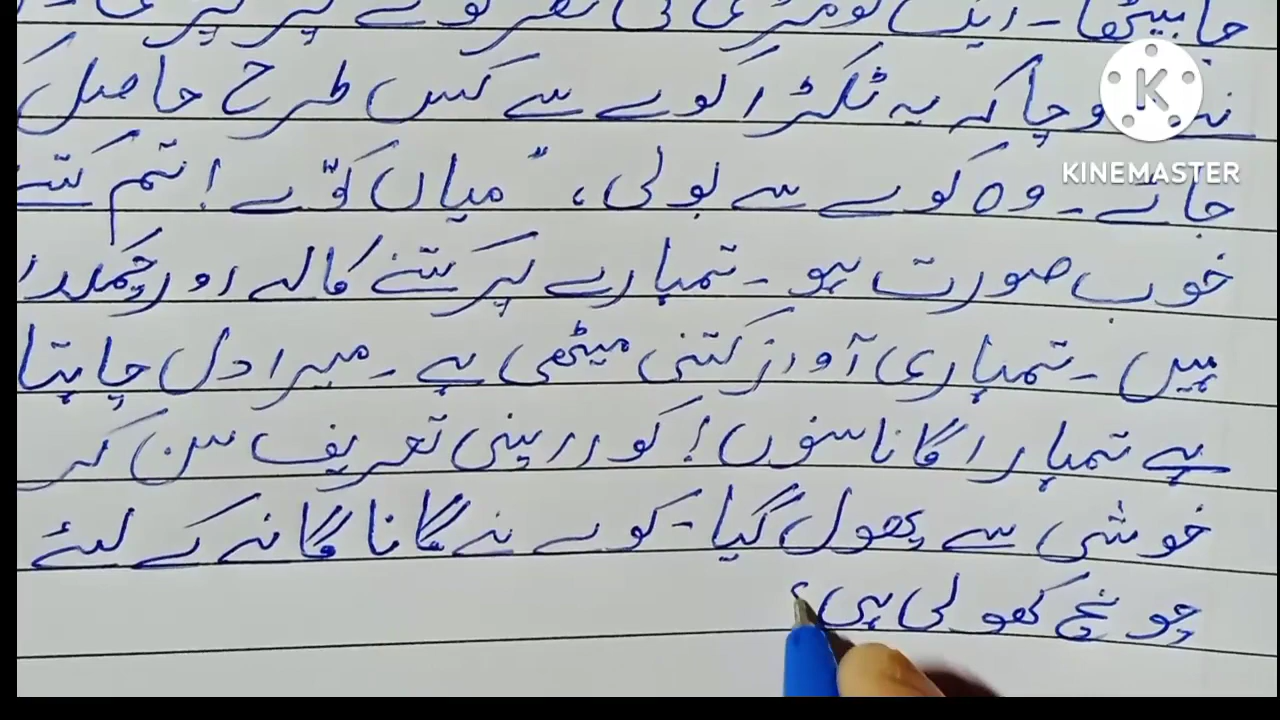 جا بیٹھا۔ ایک لومڑی کی نظر کوے پر پڑی۔
نے سوچا کہ یہ ٹکڑا کوے سے کس طرح حاصل کی
جائے۔ وہ کوے سے بولی، "میاں کوّے! تم کتنے
خوب صورت ہو۔ تمہارے پر کتنے کالے اور چمکدار
ہیں۔ تمہاری آواز کتنی میٹھی ہے۔ میرا دل چاہتا
ہے تمہارا گانا سنوں! کوا اپنی تعریف سن کر
خوشی سے پھول گیا۔ کوے نے گانا گانے کے لئے
چونچ کھولی ہی
K
KINEMASTER